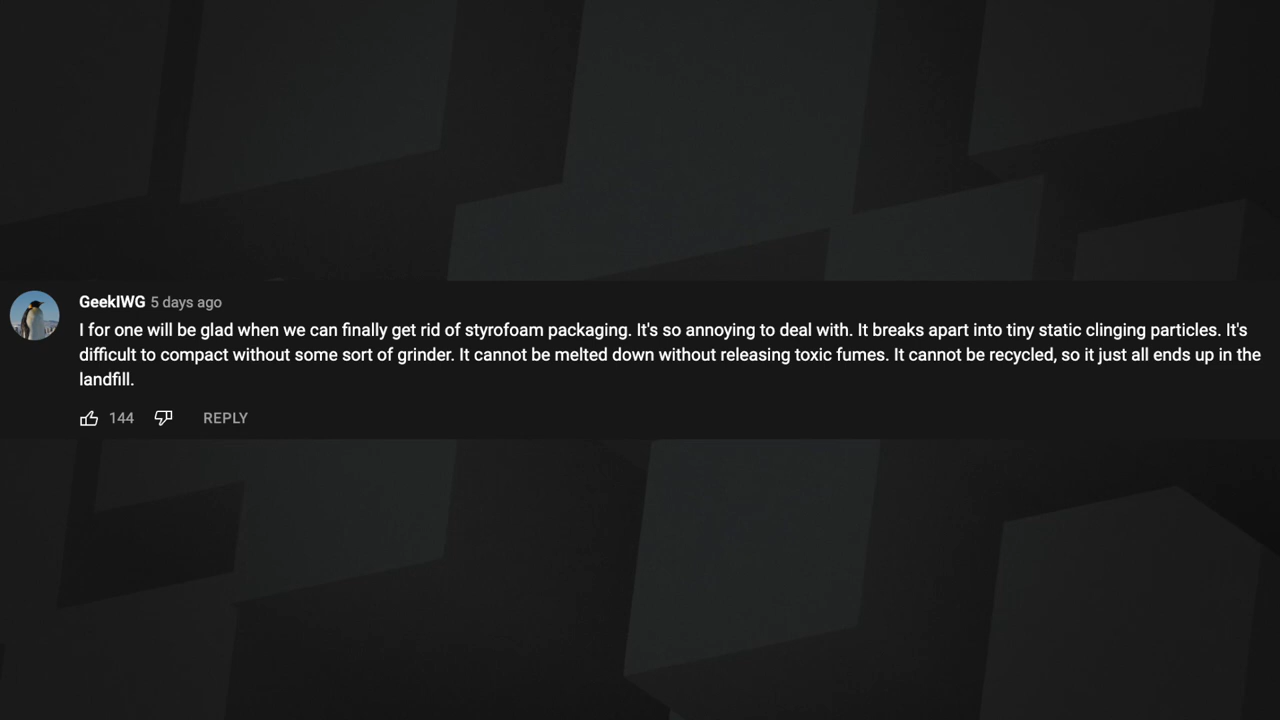 GeekIWG 5 days ago
I for one will be glad when we can finally get rid of styrofoam packaging. It's so annoying to deal with. It breaks apart into tiny static clinging particles. It's
difficult to compact without some sort of grinder. It cannot be melted down without releasing toxic fumes. It cannot be recycled, so it just all ends up in the
landfill.
144 REPLY